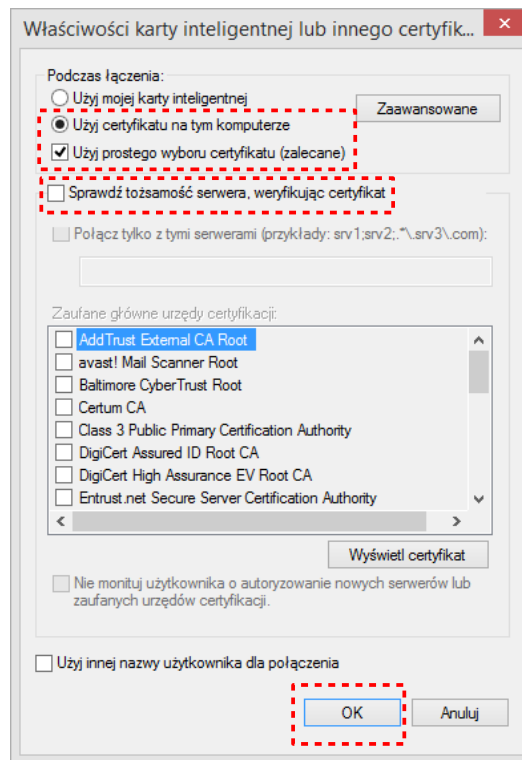 Właściwości karty inteligentnej lub innego certyfik...
Podczas łączenia:
Użyj mojej karty inteligentnej
Zaawansowane
Użyj certyfikatu na tym komputerze
Użyj prostego wyboru certyfikatu (zalecane)
Sprawdź tożsamość serwera, weryfikując certyfikat
Połącz tylko z tymi serwerami (przykłady: srv1;srv2;.*\.srv3\.com):
Zaufane główne urzędy certyfikacji:
AddTrust External CA Root
avast! Mail Scanner Root
Baltimore CyberTrust Root
Certum CA
Class 3 Public Primary Certification Authority
DigiCert Assured ID Root CA
DigiCert High Assurance EV Root CA
Entrust.net Secure Server Certification Authority
Wyświetl certyfikat
Nie monituj użytkownika o autoryzowanie nowych serwerów lub
zaufanych urzędów certyfikacji.
Użyj innej nazwy użytkownika dla połączenia
OK
Anuluj